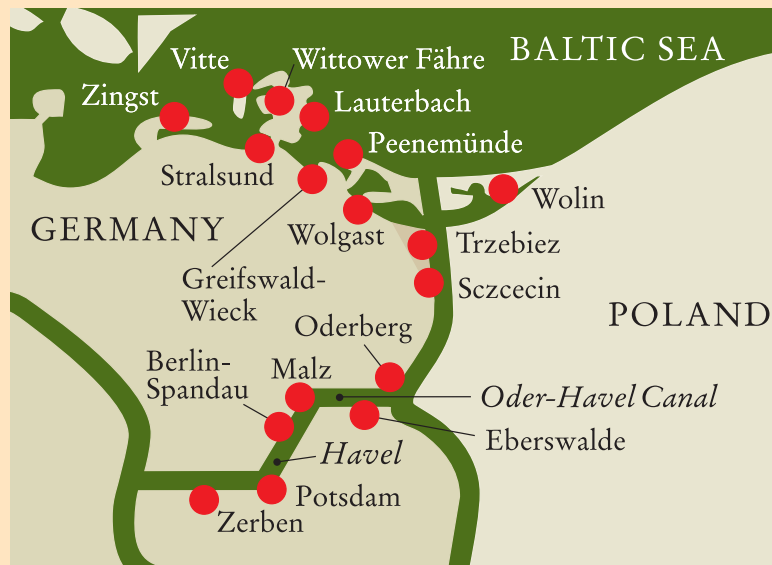 BALTIC SEA
Vitte
Wittower Fähre
Zingst
Lauterbach
Peenemünde
Stralsund
Wolin
GERMANY
Wolgast
Trzebiez
Greifswald-
Wieck
Sczcecin
POLAND
Oderberg
Berlin-
Spandau
Malz
Oder-Havel Canal
Eberswalde
Havel
Potsdam
Zerben